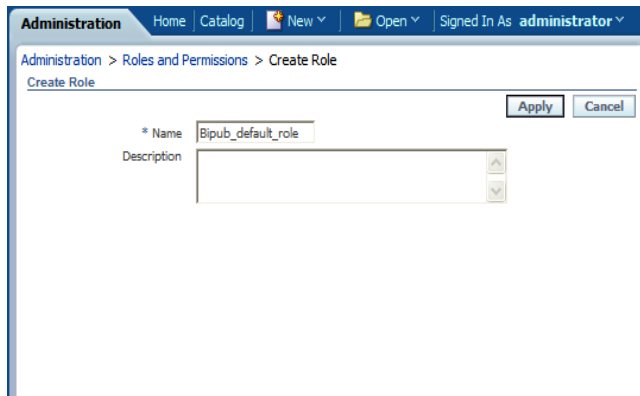 Administration Home Catalog New Open Signed In As administrator
Administration > Roles and Permissions > Create Role
Create Role
Apply Cancel
* Name Bipub_default_role
Description